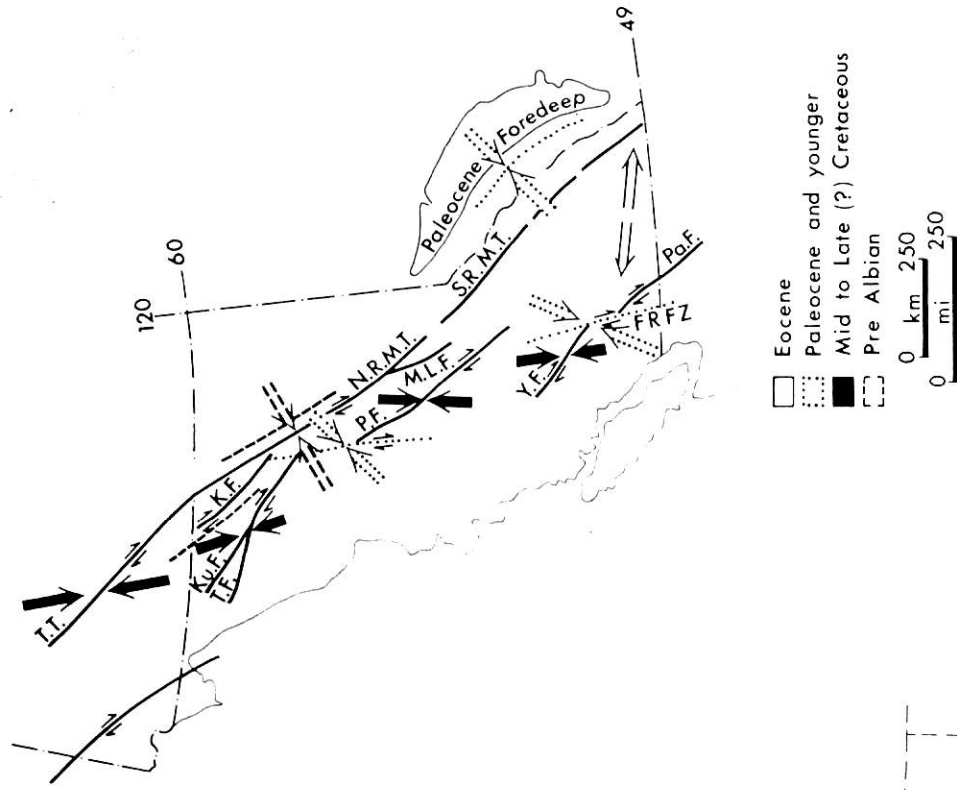 60
120
49
T.T.
K.F.
Ku.F.
T.F.
N.R.M.T.
P.F.
M.L.F.
S.R.M.T.
Paleocene Foredeep
Y.F.
FRFZ
Pa.F.
Eocene
Paleocene and younger
Mid to Late (?) Cretaceous
Pre Albian
0 250
km
mi
0 250